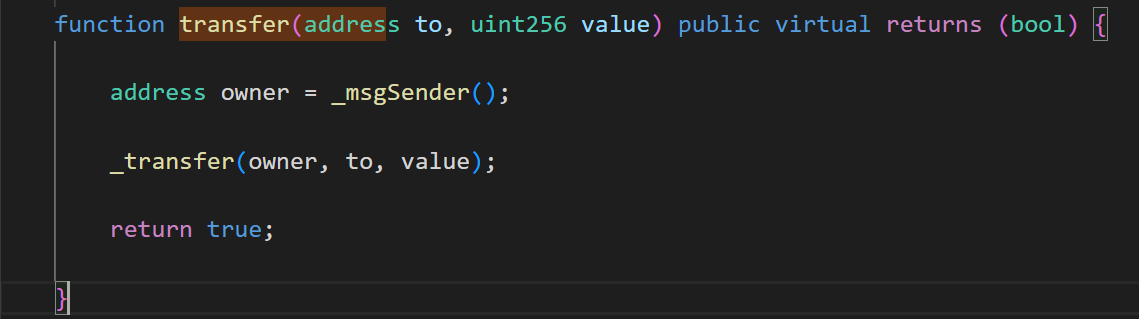 function transfer(address to, uint256 value) public virtual returns (bool) {
address owner = _msgSender();
_transfer(owner, to, value);
return true;
}